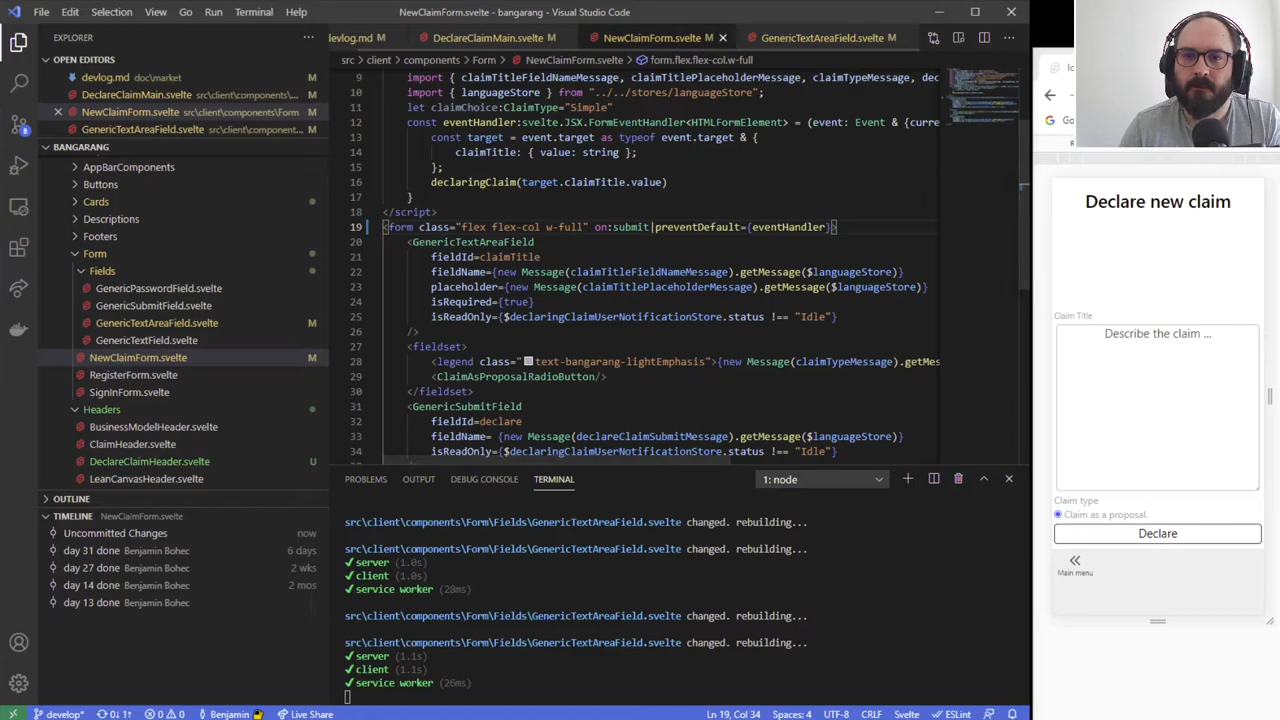 File Edit Selection View Go Run Terminal Help
NewClaimForm.svelte - bangarang - Visual Studio Code
EXPLORER
OPEN EDITORS
devlog.md doc\market M
DeclareClaimMain.svelte src\client\components... M
NewClaimForm.svelte src\client\components\Form M
GenericTextAreaField.svelte src\client\component... M
BANGARANG
AppBarComponents
Buttons
Cards
Descriptions
Footers
Form
Fields
GenericPasswordField.svelte
GenericSubmitField.svelte
GenericTextAreaField.svelte M
GenericTextField.svelte
NewClaimForm.svelte M
RegisterForm.svelte
SignInForm.svelte
Headers
BusinessModelHeader.svelte
ClaimHeader.svelte
DeclareClaimHeader.svelte U
LeanCanvasHeader.svelte
OUTLINE
TIMELINE NewClaimForm.svelte
Uncommitted Changes now
day 31 done Benjamin Bohec 6 days
day 27 done Benjamin Bohec 2 wks
day 14 done Benjamin Bohec 2 mos
day 13 done Benjamin Bohec
8
devlog.md M
DeclareClaimMain.svelte M
NewClaimForm.svelte M
GenericTextAreaField.svelte M
src > client > components > Form > NewClaimForm.svelte > form.flex.flex-col.w-full
import { claimTitleFieldNameMessage, claimTitlePlaceholderMessage, claimTypeMessage, dec
10 import { languageStore } from "../../stores/languageStore";
11 let claimChoice:ClaimType="Simple"
12 const eventHandler:svelte.JSX.FormEventHandler<HTMLFormElement> = (event: Event & {curre
13 const target = event.target as typeof event.target & {
14 claimTitle: { value: string };
15 };
16 declaringClaim(target.claimTitle.value)
17 }
18 </script>
19 <form class="flex flex-col w-full" on:submit|preventDefault={eventHandler}>
20 <GenericTextAreaField
21 fieldId=claimTitle
22 fieldName={new Message(claimTitleFieldNameMessage).getMessage($languageStore)}
23 placeholder={new Message(claimTitlePlaceholderMessage).getMessage($languageStore)}
24 isRequired={true}
25 isReadOnly={$declaringClaimUserNotificationStore.status !== "Idle"}
26 />
27 <fieldset>
28 <legend class="text-bangarang-lightEmphasis">{new Message(claimTypeMessage).getMess
29 <ClaimAsProposalRadioButton/>
30 </fieldset>
31 <GenericSubmitField
32 fieldId=declare
33 fieldName= {new Message(declareClaimSubmitMessage).getMessage($languageStore)}
34 isReadOnly={$declaringClaimUserNotificationStore.status !== "Idle"}
PROBLEMS OUTPUT DEBUG CONSOLE TERMINAL
1: node
src\client\components\Form\Fields\GenericTextAreaField.svelte changed. rebuilding...
src\client\components\Form\Fields\GenericTextAreaField.svelte changed. rebuilding...
✔ server (1.0s)
✔ client (1.0s)
✔ service worker (28ms)
src\client\components\Form\Fields\GenericTextAreaField.svelte changed. rebuilding...
src\client\components\Form\Fields\GenericTextAreaField.svelte changed. rebuilding...
✔ server (1.1s)
✔ client (1.1s)
✔ service worker (26ms)
develop* 0↓ 1↑ 0 0 Benjamin Live Share
Ln 19, Col 34 Spaces: 4 UTF-8 CRLF Svelte ESLint
Declare new claim
Claim Title
Describe the claim ...
Claim type
Claim as a proposal.
Declare
Main menu